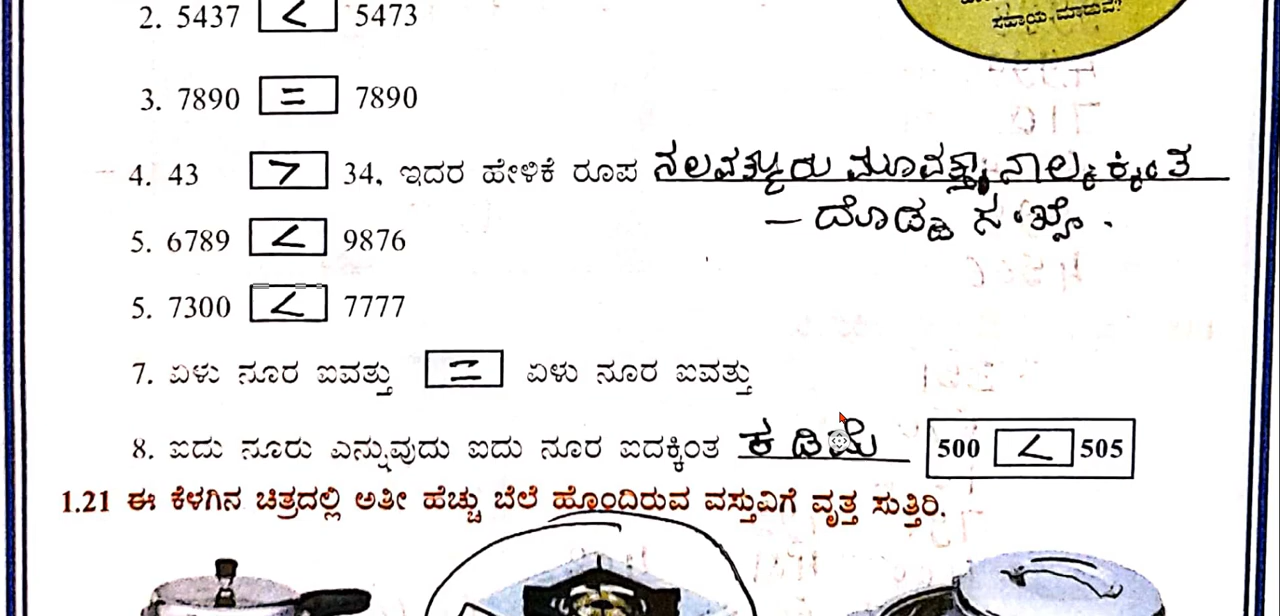 ಸಹಾಯ ಮಾಡುವೆ?
2. 5437 < 5473
3. 7890 = 7890
4. 43 > 34. ಇದರ ಹೇಳಿಕೆ ರೂಪ ನಲವತ್ಮೂರು ಮೂವತ್ತ ನಾಲ್ಕಕ್ಕಿಂತ
– ದೊಡ್ಡ ಸಂಖ್ಯೆ.
5. 6789 < 9876
5. 7300 < 7777
7. ಏಳು ನೂರ ಐವತ್ತು = ಏಳು ನೂರ ಐವತ್ತು
8. ಐದು ನೂರು ಎನ್ನುವುದು ಐದು ನೂರ ಐದಕ್ಕಿಂತ ಕಡಿಮೆ 500 < 505
1.21 ಈ ಕೆಳಗಿನ ಚಿತ್ರದಲ್ಲಿ ಅತೀ ಹೆಚ್ಚು ಬೆಲೆ ಹೊಂದಿರುವ ವಸ್ತುವಿಗೆ ವೃತ್ತ ಸುತ್ತಿರಿ.